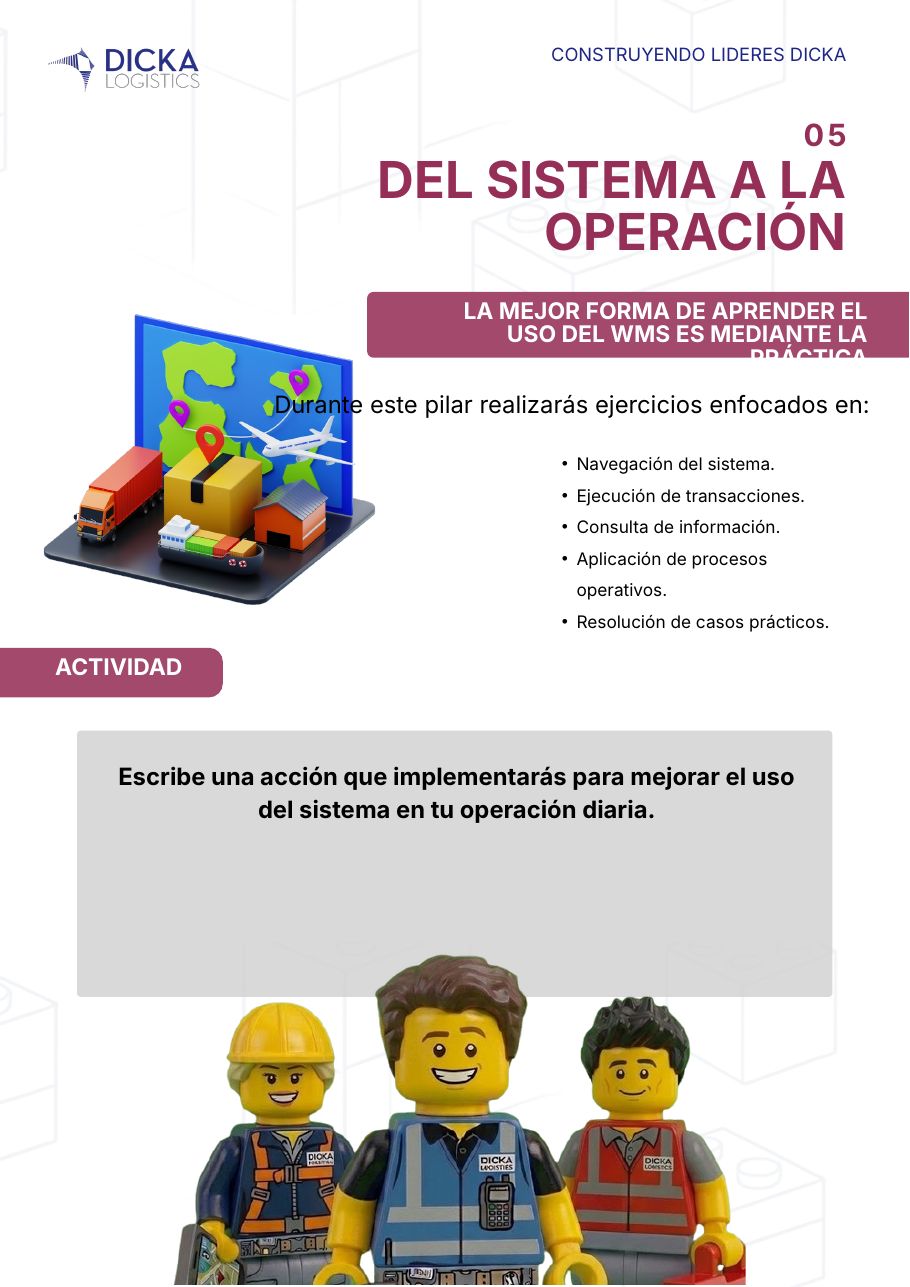 DICKA
LOGISTICS
CONSTRUYENDO LIDERES DICKA
05
DEL SISTEMA A LA
OPERACIÓN
LA MEJOR FORMA DE APRENDER EL
USO DEL WMS ES MEDIANTE LA
PRÁCTICA
Durante este pilar realizarás ejercicios enfocados en:
• Navegación del sistema.
• Ejecución de transacciones.
• Consulta de información.
• Aplicación de procesos
operativos.
• Resolución de casos prácticos.
ACTIVIDAD
Escribe una acción que implementarás para mejorar el uso
del sistema en tu operación diaria.
DICKA
DICKA
DICKA
LOGISTICS